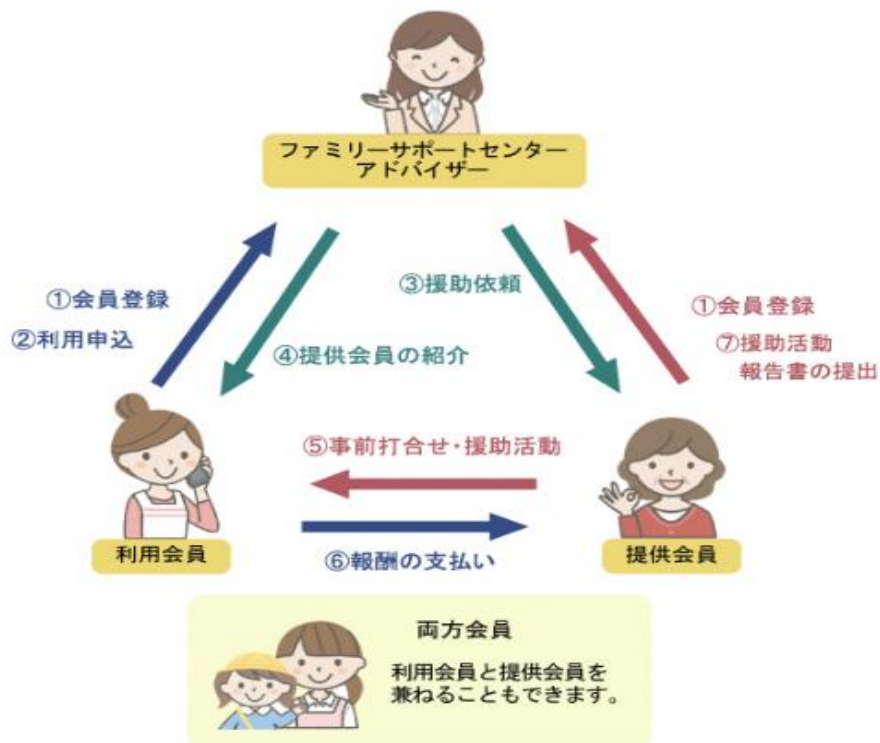 ファミリーサポートセンター
アドバイザー
①会員登録
②利用申込
③援助依頼
④提供会員の紹介
①会員登録
⑦援助活動
報告書の提出
⑤事前打合せ・援助活動
⑥報酬の支払い
利用会員
提供会員
両方会員
利用会員と提供会員を
兼ねることもできます。